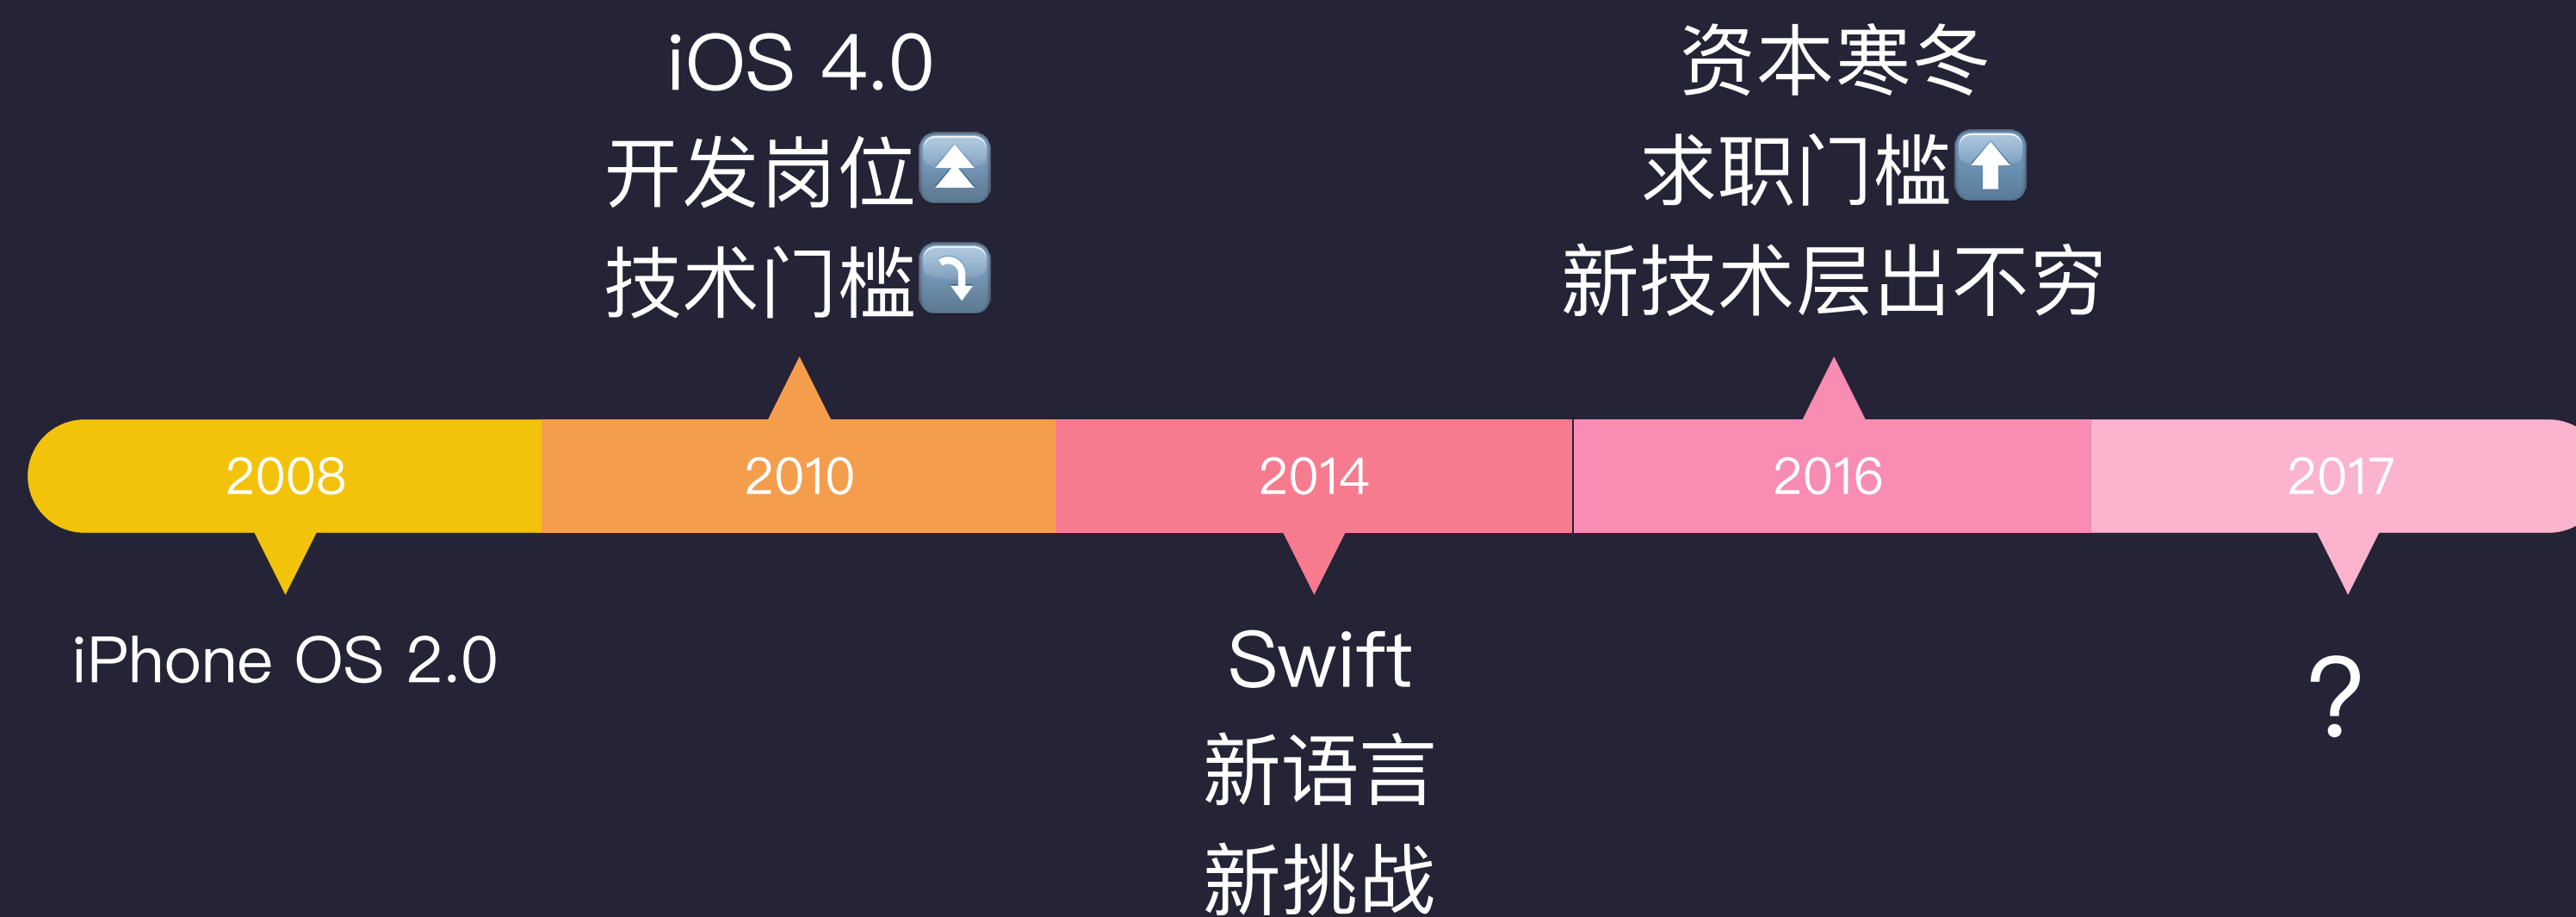 iOS 4.0
开发岗位⏫
技术门槛⤵️
资本寒冬
求职门槛⬆️
新技术层出不穷
2008
2010
2014
2016
2017
iPhone OS 2.0
Swift
新语言
新挑战
?